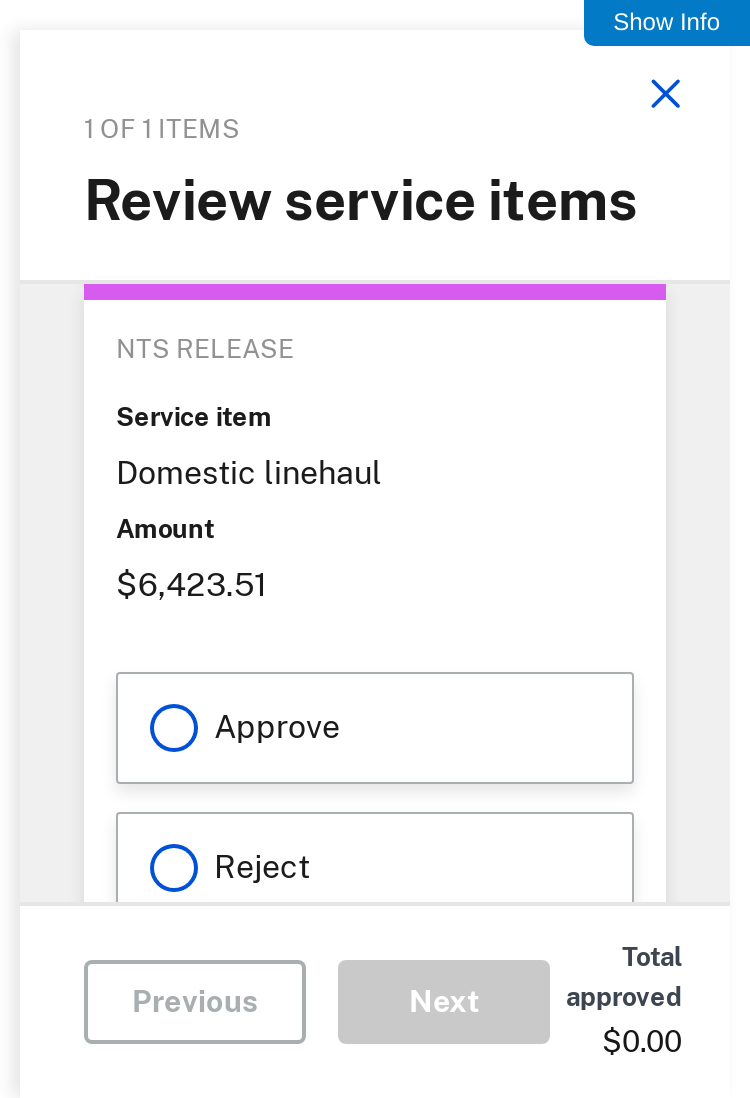 Show Info
1 OF 1 ITEMS
Review service items
NTS RELEASE
Service item
Domestic linehaul
Amount
$6,423.51
Approve
Reject
Previous
Next
Total
approved
$0.00